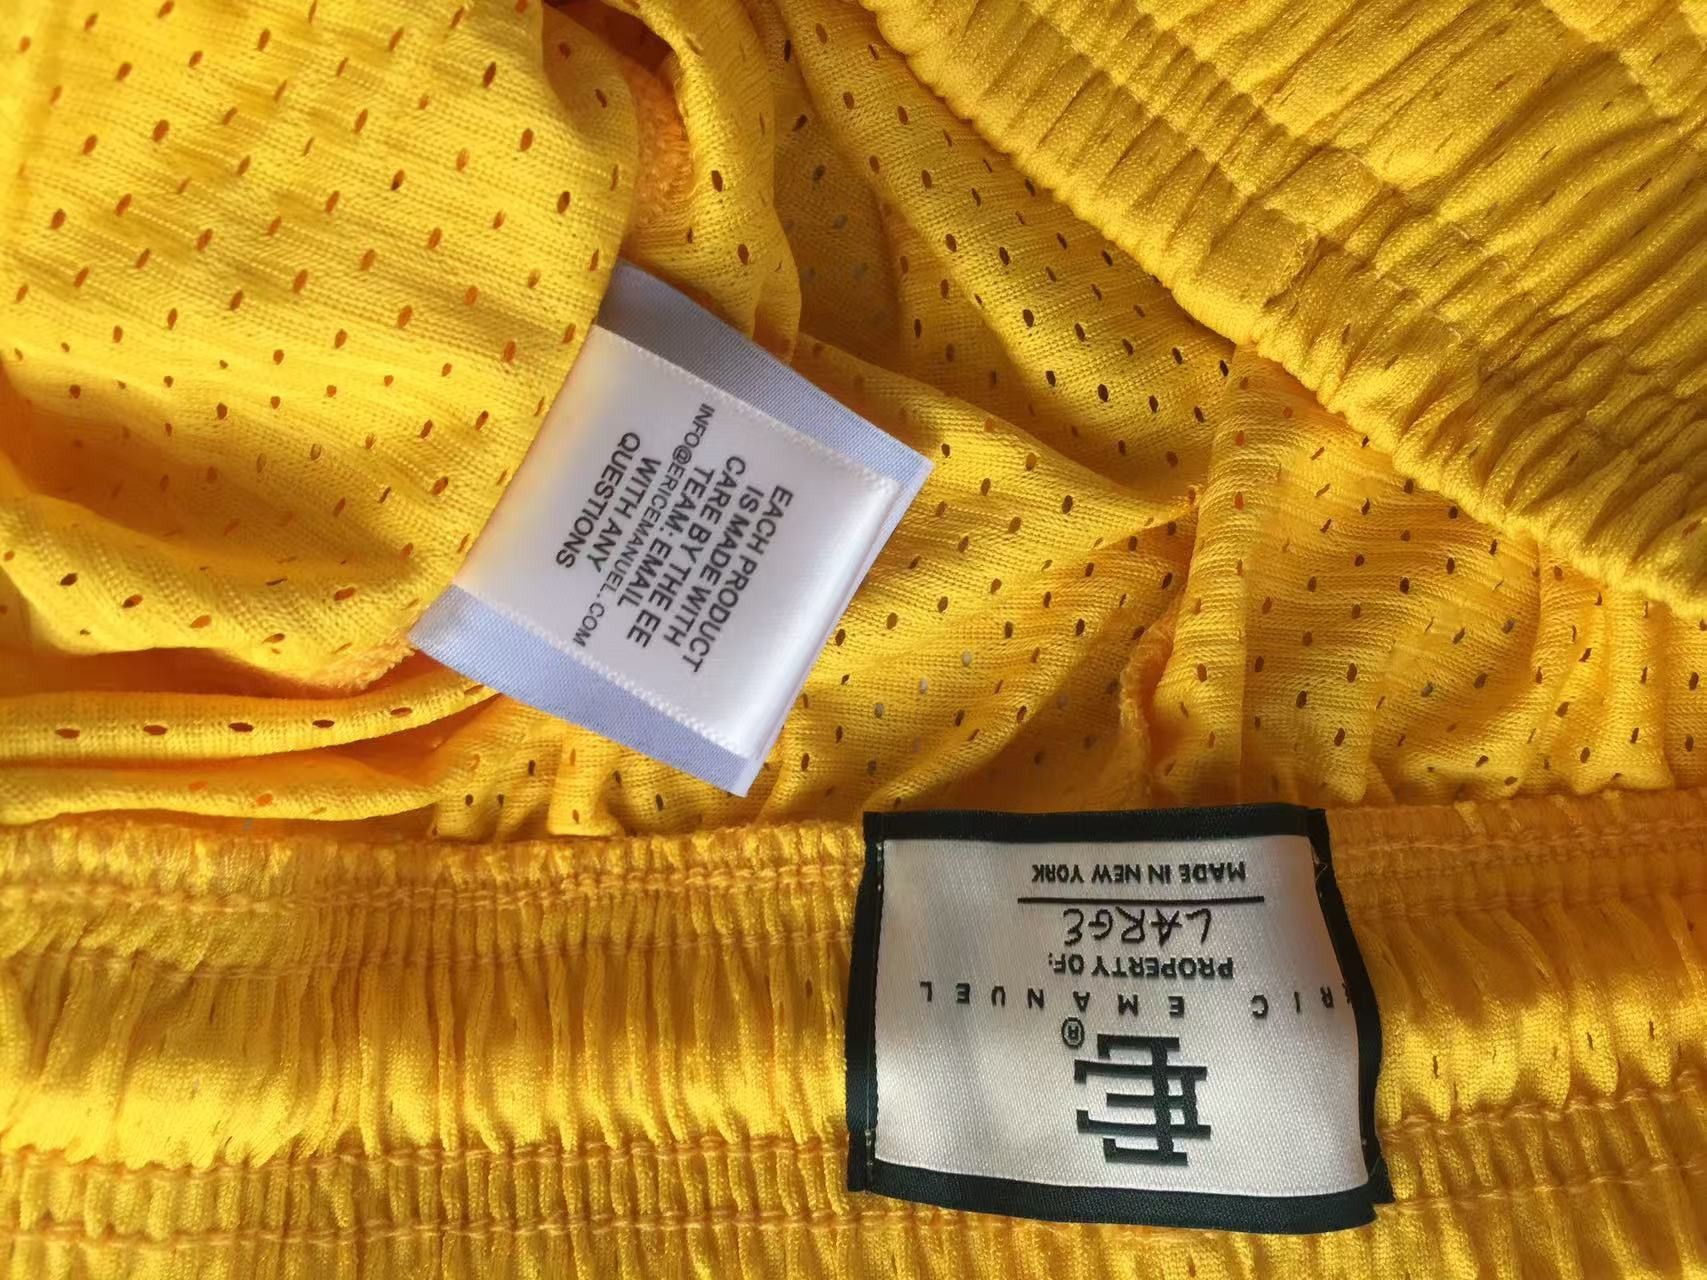 EACH PRODUCT
IS MADE WITH
CARE BY THE EE
TEAM. EMAIL
INFO@ERICEMANUEL.COM
WITH ANY
QUESTIONS
EE®
ERIC EMANUEL
PROPERTY OF:
LARGE
MADE IN NEW YORK